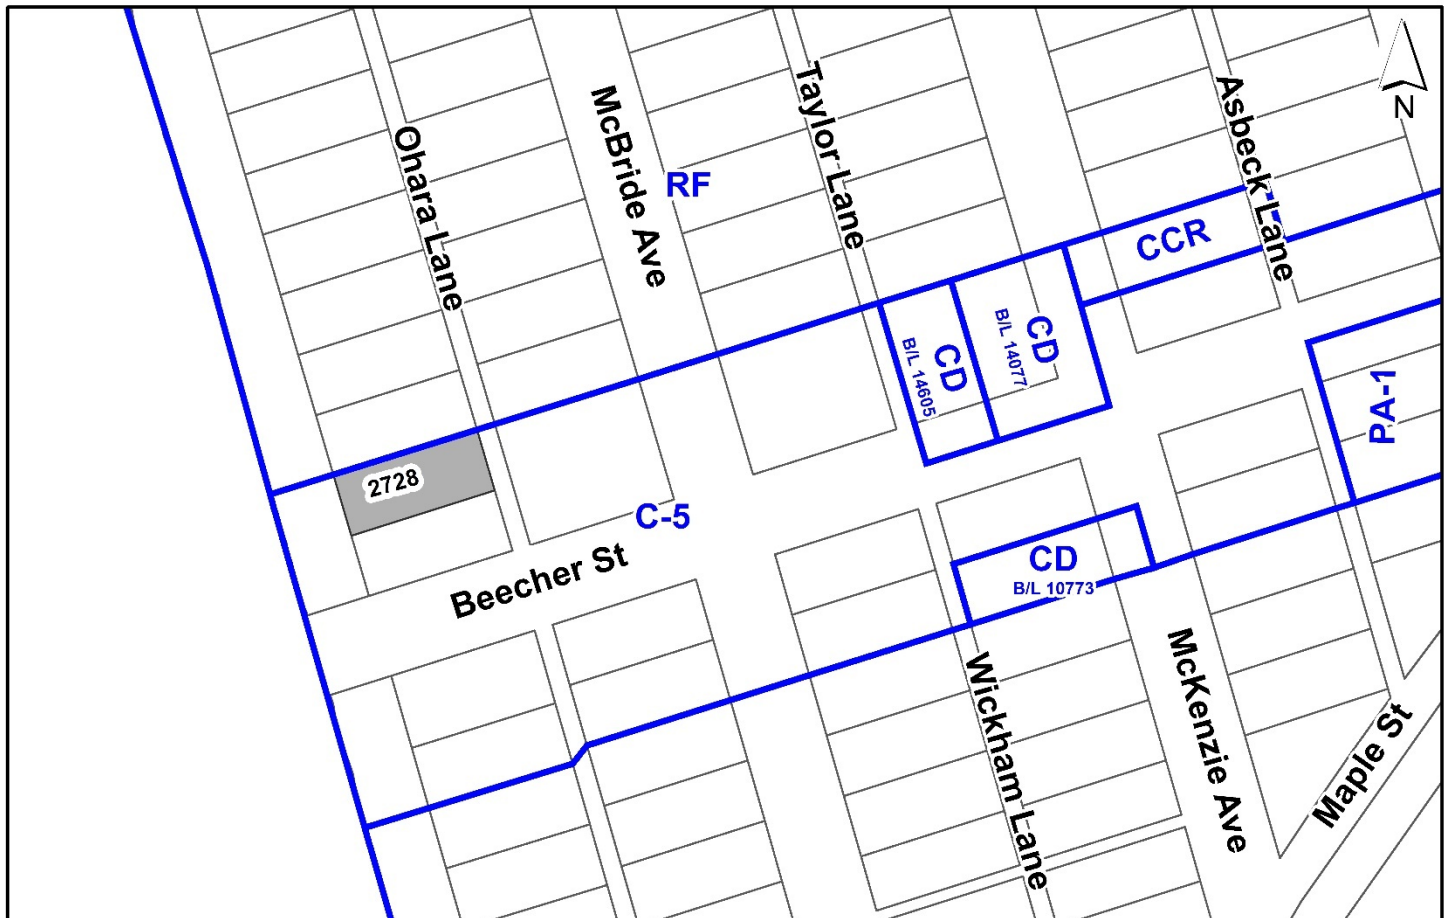 N
Ohara Lane
McBride Ave
RF
Taylor Lane
Asbeck Lane
CCR
CD
B/L 14605
CD
B/L 14077
PA-1
2728
C-5
Beecher St
CD
B/L 10773
Wickham Lane
McKenzie Ave
Maple St